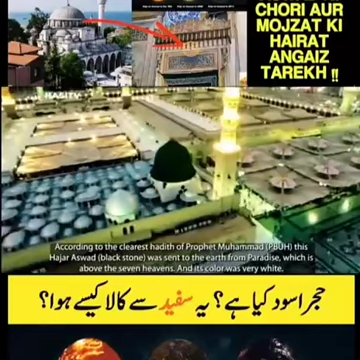 CHORI AUR
MOJZAT KI
HAIRAT
ANGAIZ
TAREKH !!
HASITV
According to the clearest hadith of Prophet Muhammad (PBUH) this
Hajar Aswad (black stone) was sent to the earth from Paradise, which is
above the seven heavens. And its color was very white.
حجر اسود کیا ہے؟ یہ سفید سے کالا کیسے ہوا؟